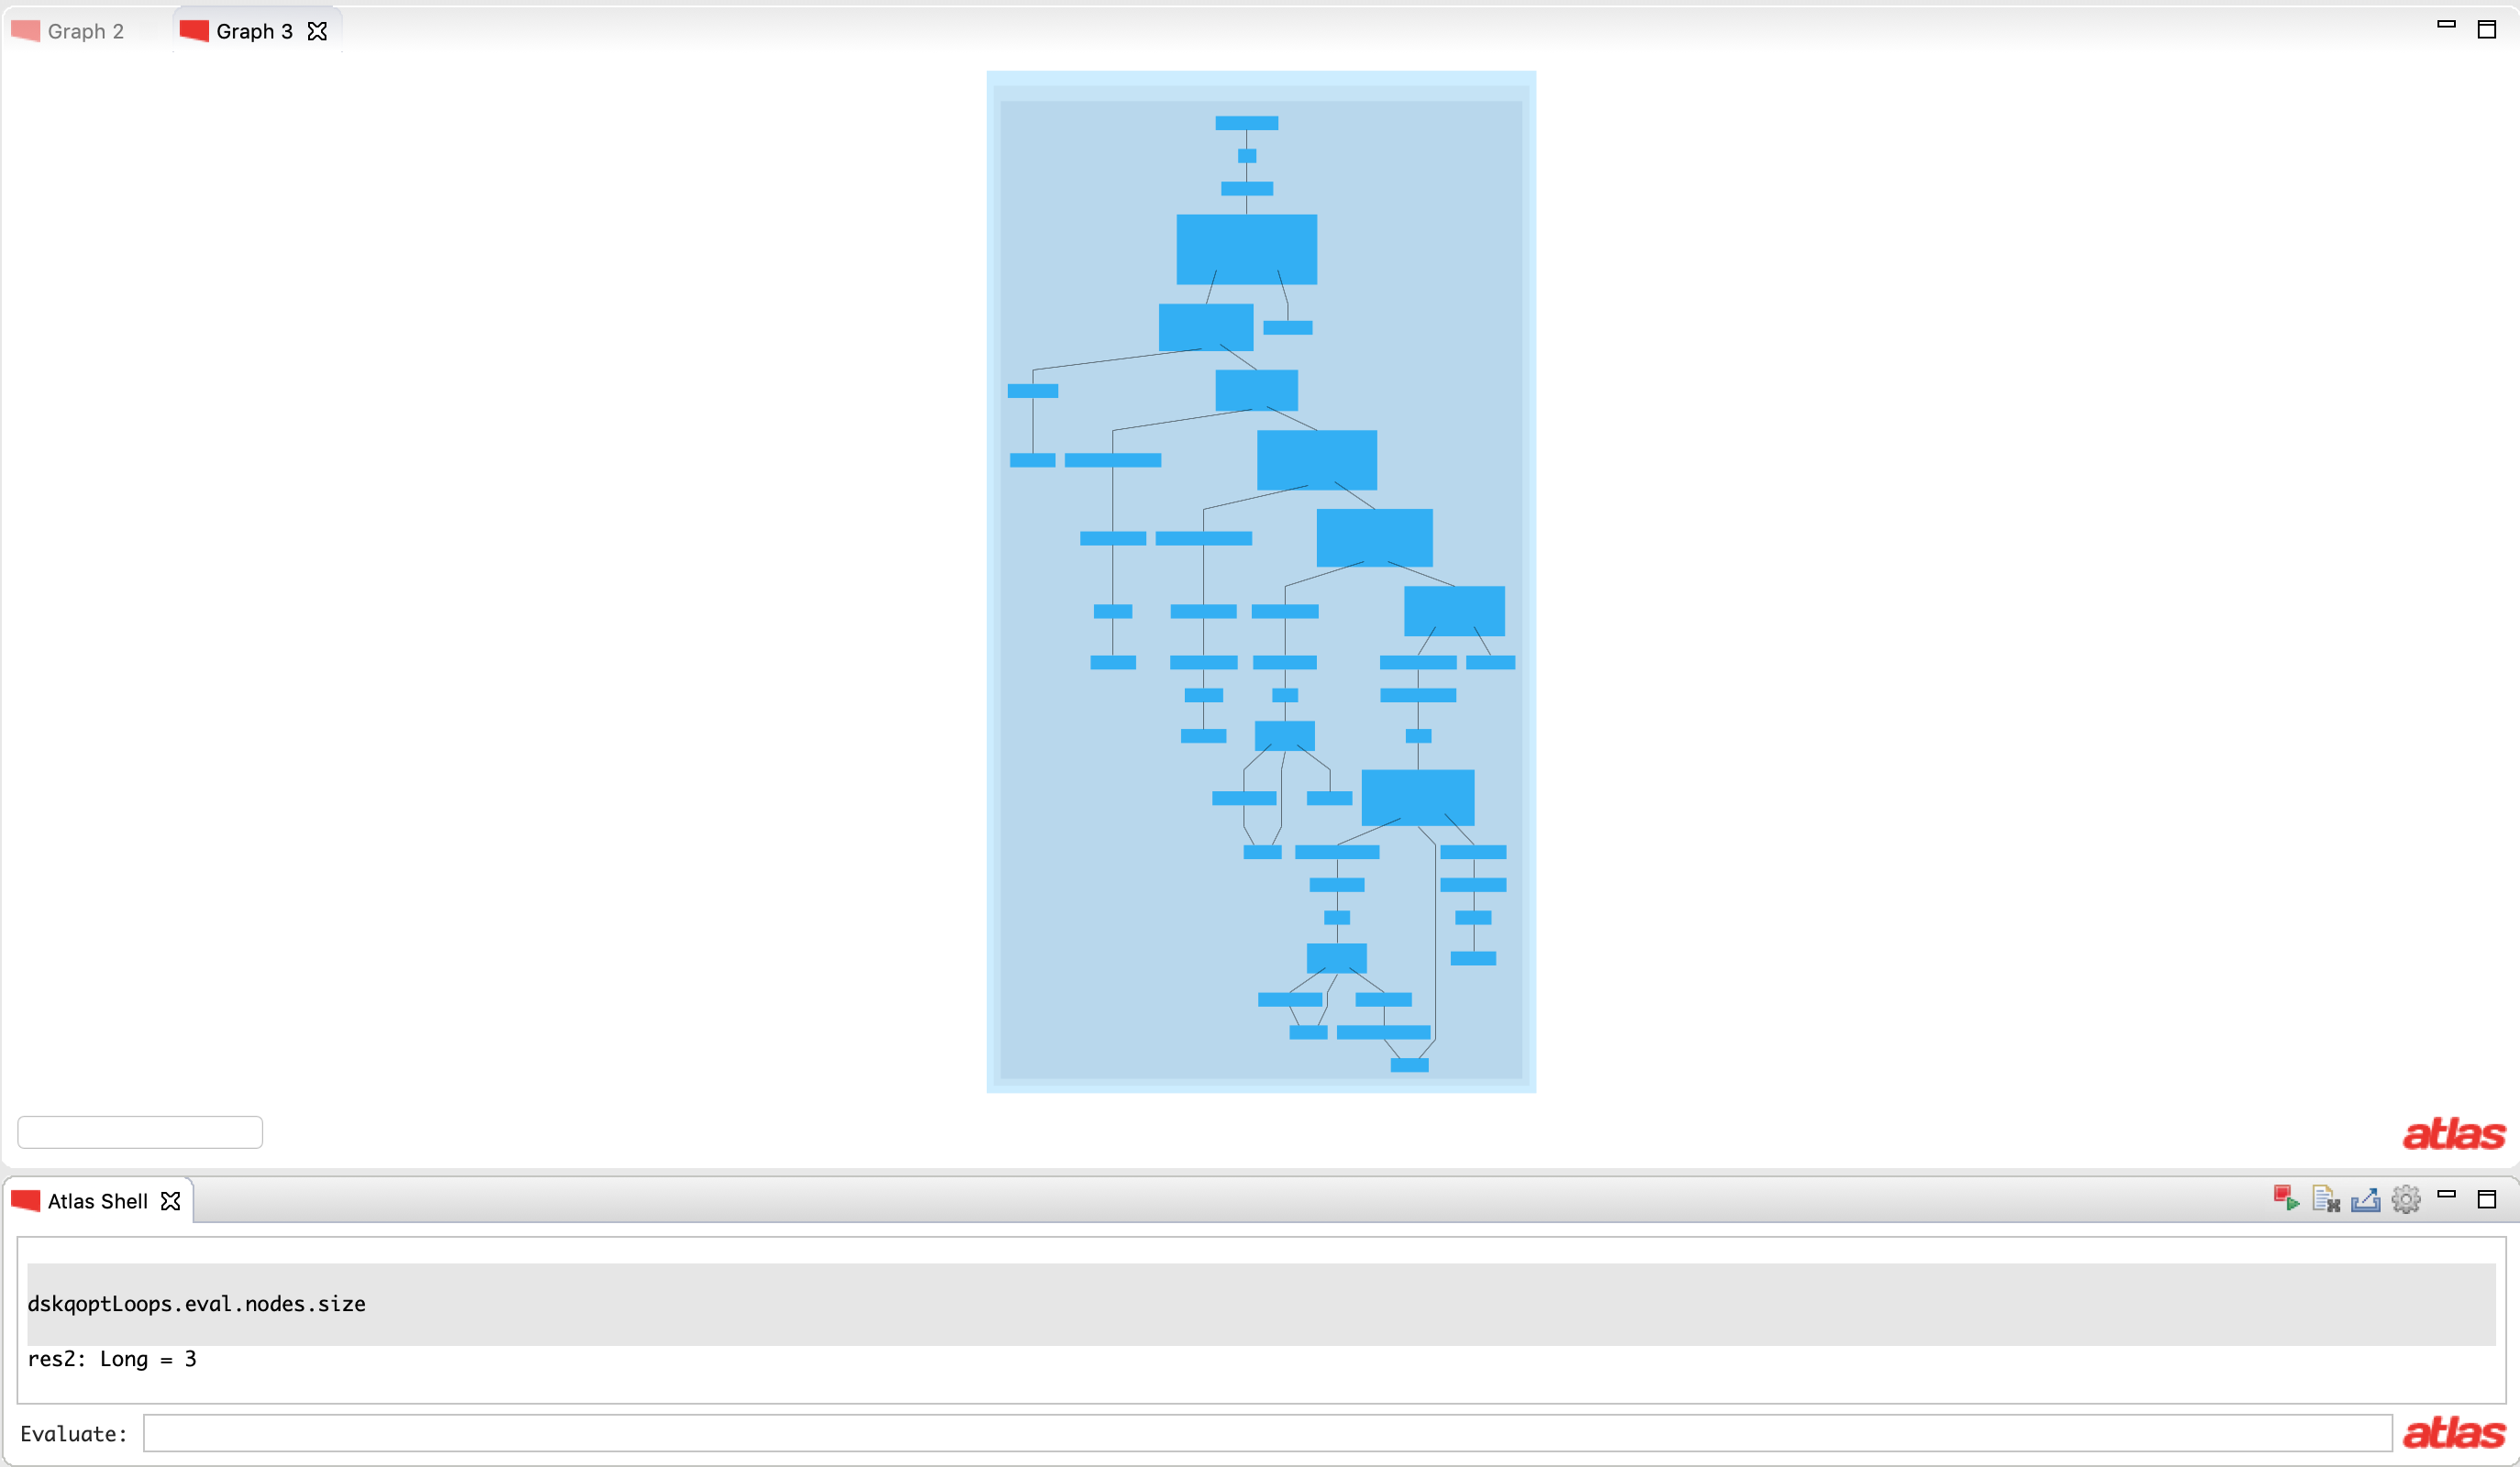 Graph 2
Graph 3
atlas
Atlas Shell
dskqoptLoops.eval.nodes.size
res2: Long = 3
Evaluate:
atlas